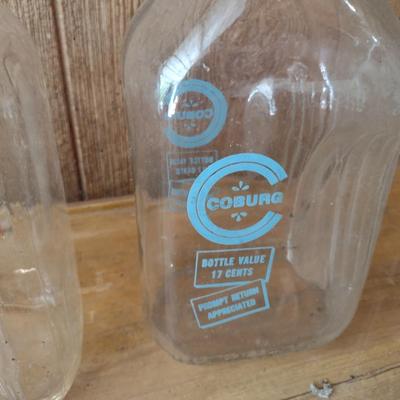 COBURG
BOTTLE VALUE
17 CENTS
PROMPT RETURN
APPRECIATED